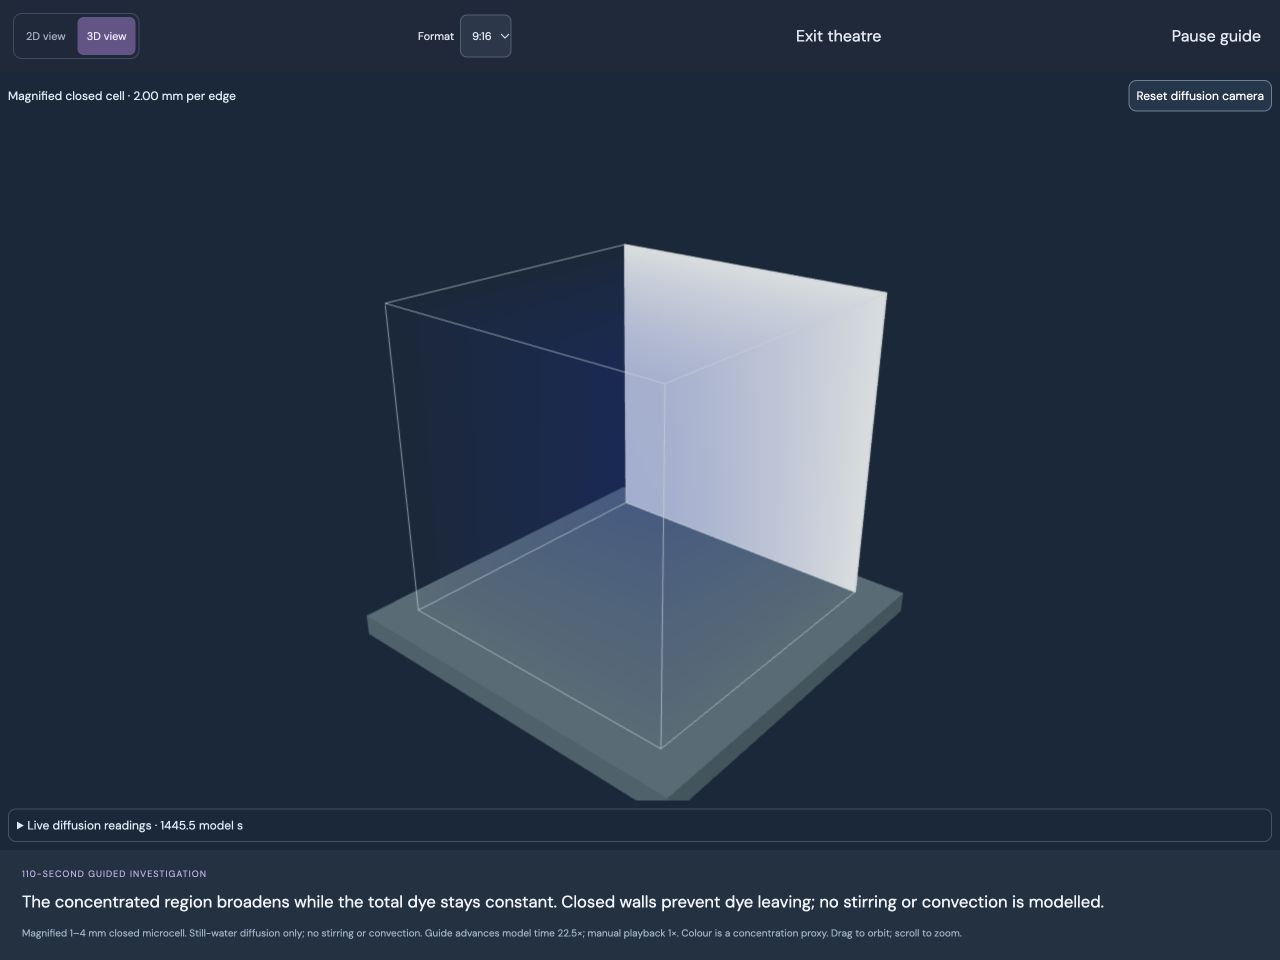 2D view 3D view Format 9:16 Exit theatre Pause guide
Magnified closed cell · 2.00 mm per edge Reset diffusion camera
Live diffusion readings · 1445.5 model s
110-SECOND GUIDED INVESTIGATION
The concentrated region broadens while the total dye stays constant. Closed walls prevent dye leaving; no stirring or convection is modelled.
Magnified 1–4 mm closed microcell. Still-water diffusion only; no stirring or convection. Guide advances model time 22.5×; manual playback 1×. Colour is a concentration proxy. Drag to orbit; scroll to zoom.